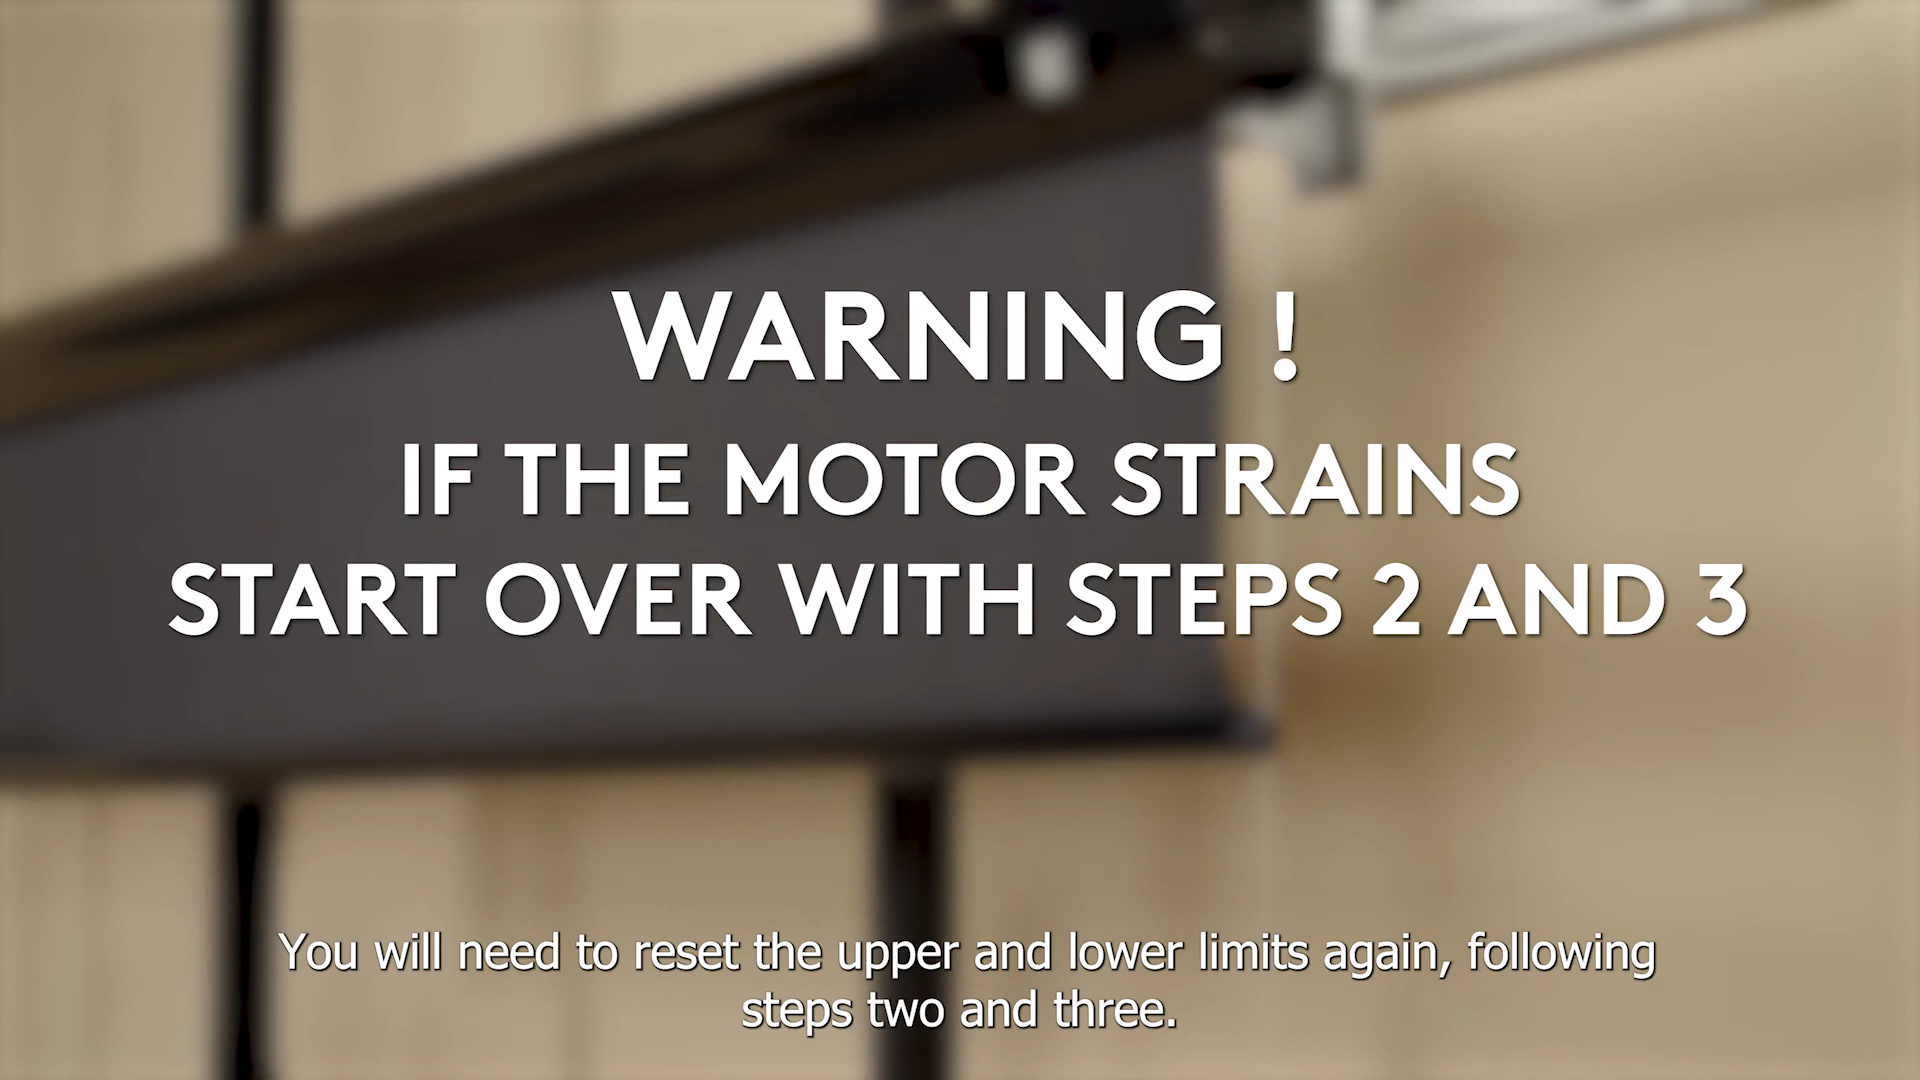 WARNING !
IF THE MOTOR STRAINS
START OVER WITH STEPS 2 AND 3
You will need to reset the upper and lower limits again, following
steps two and three.